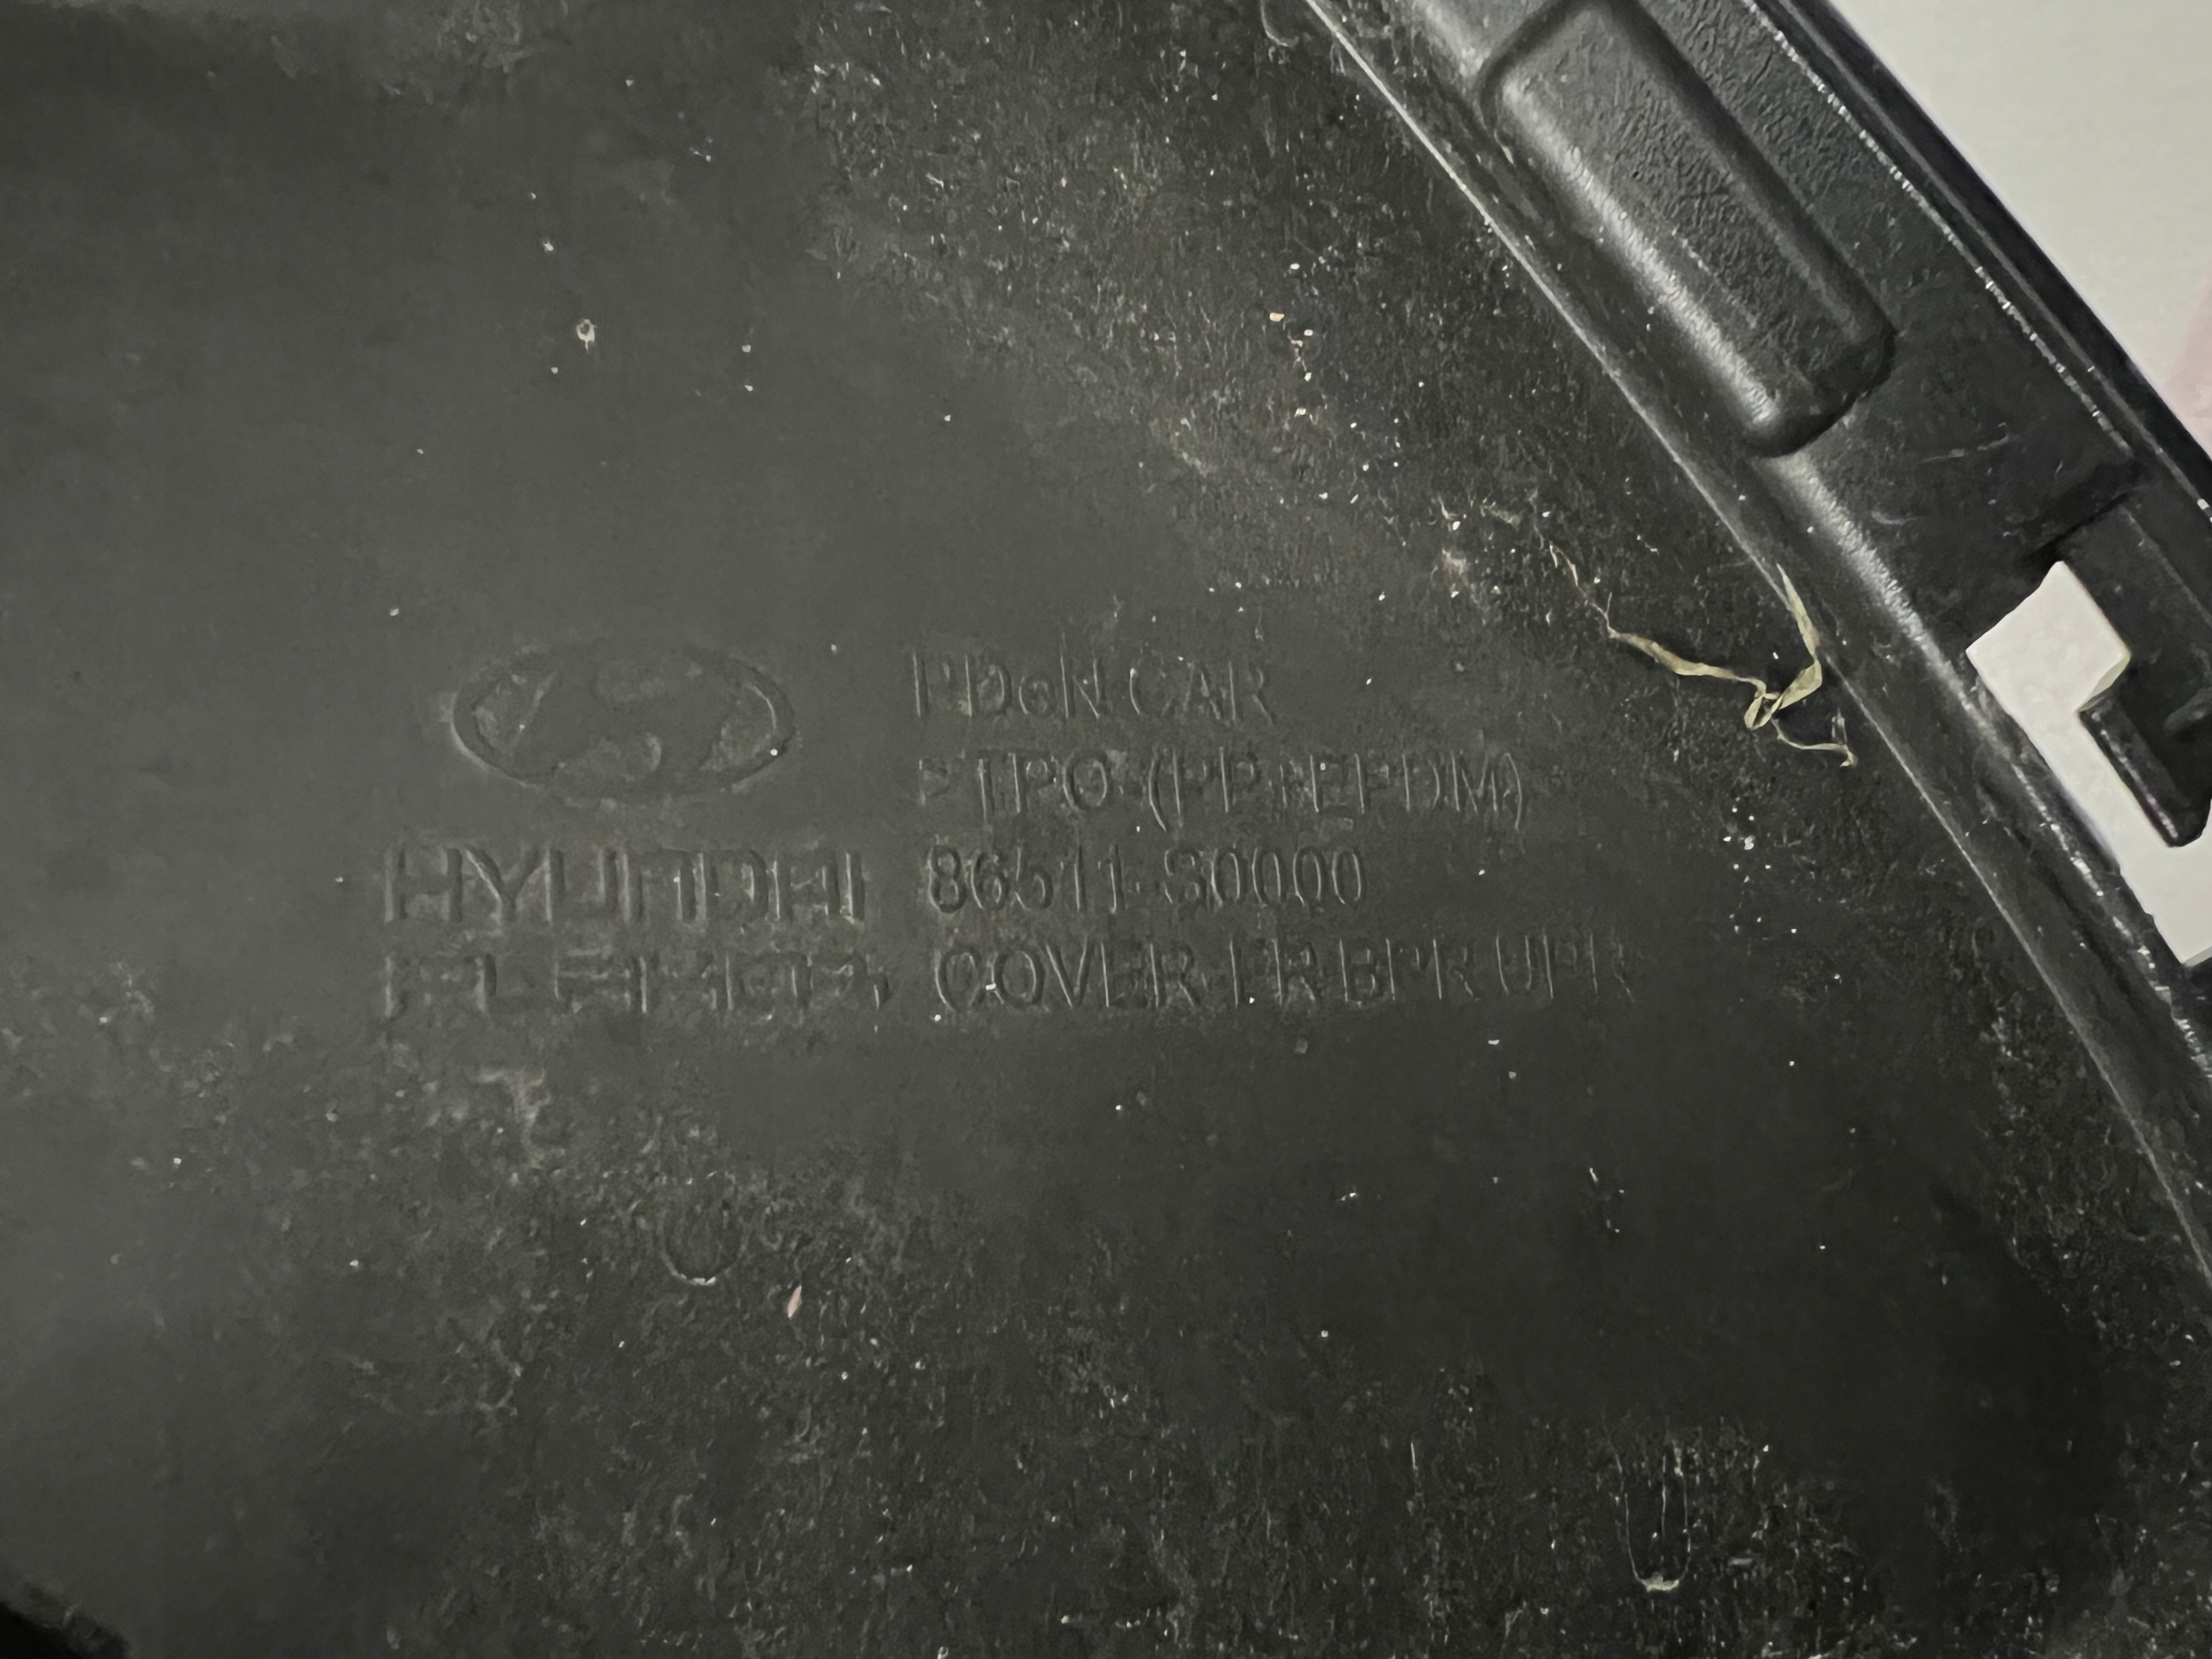 PDeN CAR
>TPO (PP+EPDM)
HYUNDAI 86511-S0000
COVER-FR BPR UPR